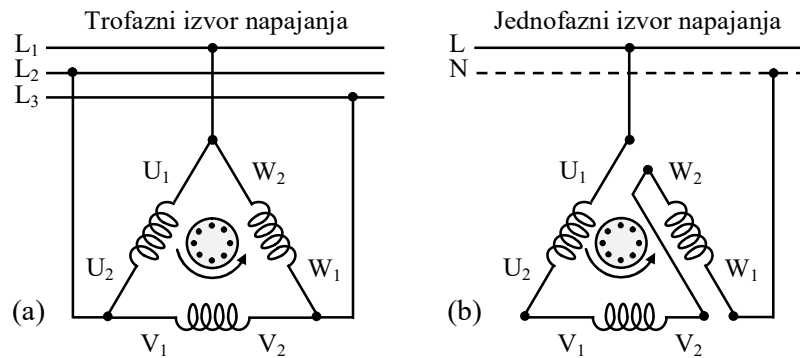 Trofazni izvor napajanja
L₁
L₂
L₃
U₁ W₂
U₂ W₁
(a)
V₁ V₂
Jednofazni izvor napajanja
L
N
U₁ W₂
U₂ W₁
(b)
V₁ V₂